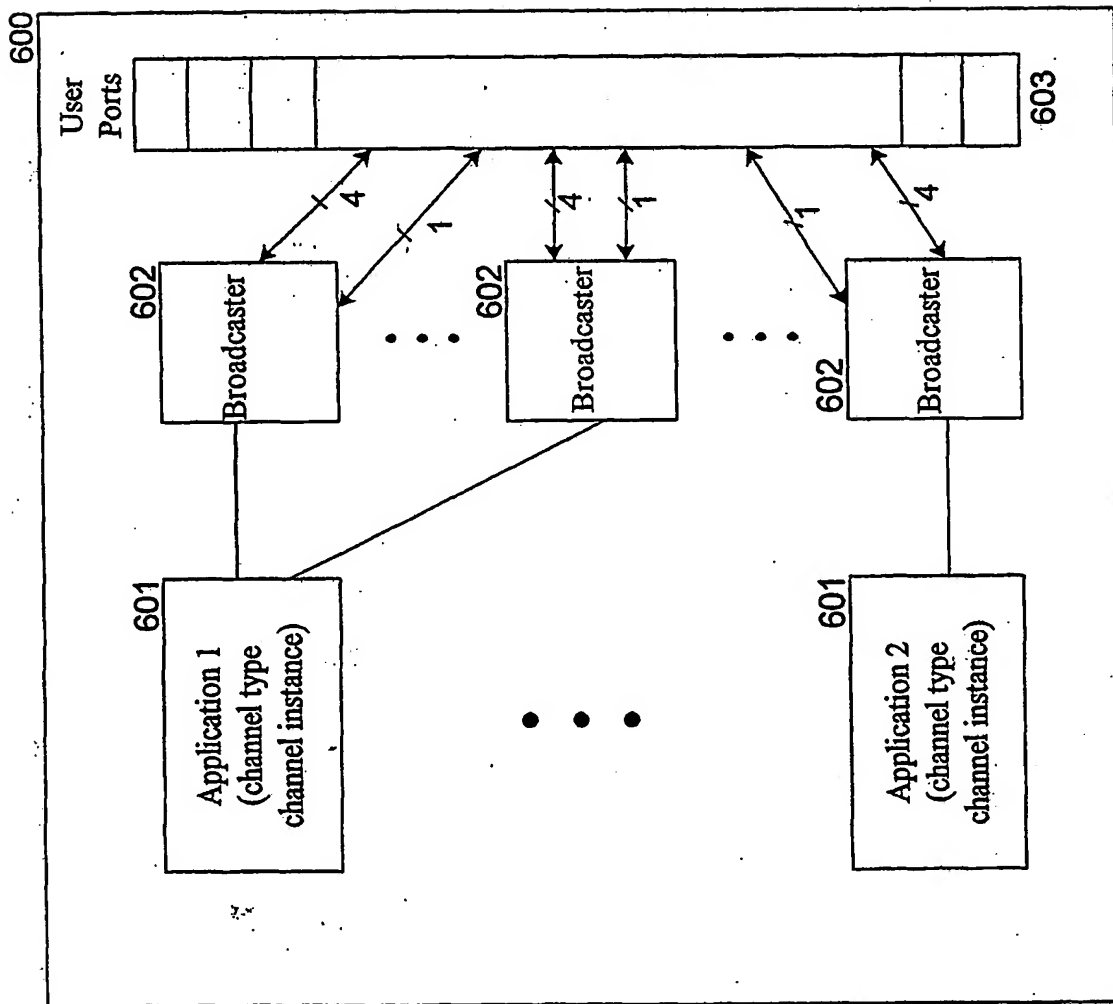 600
User
Ports
603
602
Broadcaster
4
1
602
Broadcaster
4
1
602
Broadcaster
1
4
601
Application 1
(channel type
channel instance)
601
Application 2
(channel type
channel instance)